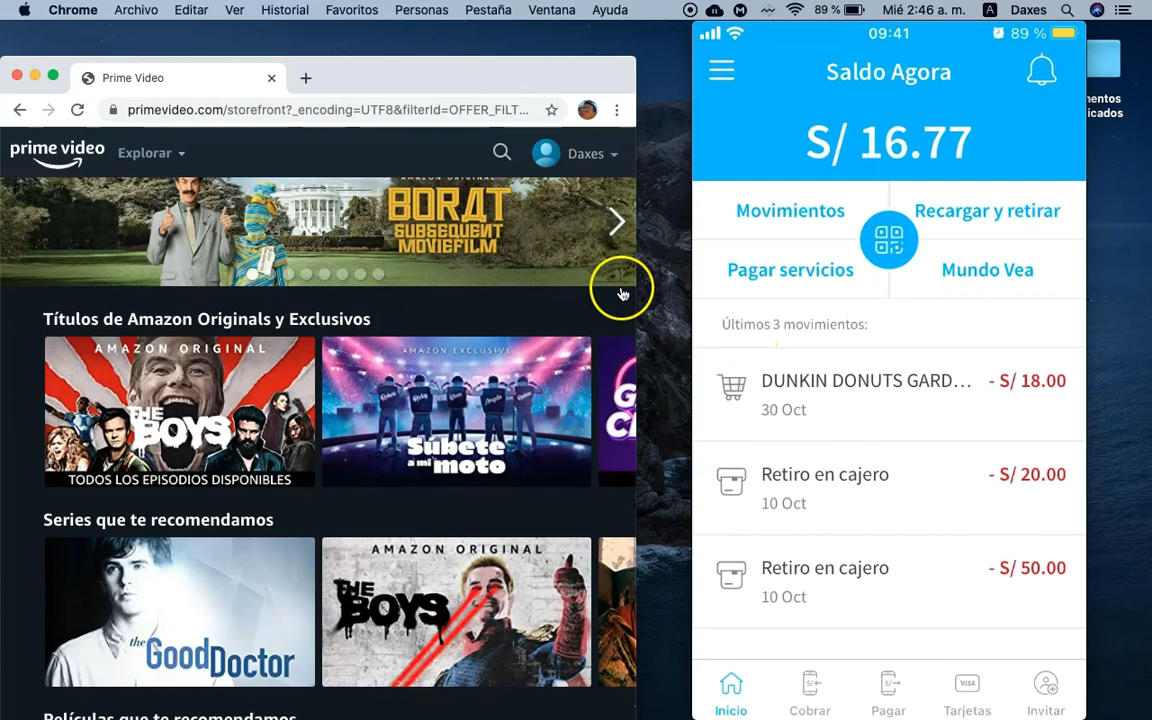 Chrome Archivo Editar Ver Historial Favoritos Personas Pestaña Ventana Ayuda 89 % Mié 2:46 a. m. A Daxes
Prime Video
primevideo.com/storefront?_encoding=UTF8&filterId=OFFER_FILT...
prime video Explorar Daxes
AMAZON ORIGINAL
BORAT
SUBSEQUENT
MOVIEFILM
Títulos de Amazon Originals y Exclusivos
AMAZON ORIGINAL
THE BOYS
TODOS LOS EPISODIOS DISPONIBLES
AMAZON EXCLUSIVE
Súbete
a mi moto
Series que te recomendamos
the GoodDoctor
AMAZON ORIGINAL
THE BOYS
Películas que te recomendamos
09:41 89 %
Saldo Agora
S/ 16.77
Movimientos Recargar y retirar
Pagar servicios Mundo Vea
Últimos 3 movimientos:
DUNKIN DONUTS GARD... - S/ 18.00
30 Oct
Retiro en cajero - S/ 20.00
10 Oct
Retiro en cajero - S/ 50.00
10 Oct
VISA
Inicio Cobrar Pagar Tarjetas Invitar
mentos
icados